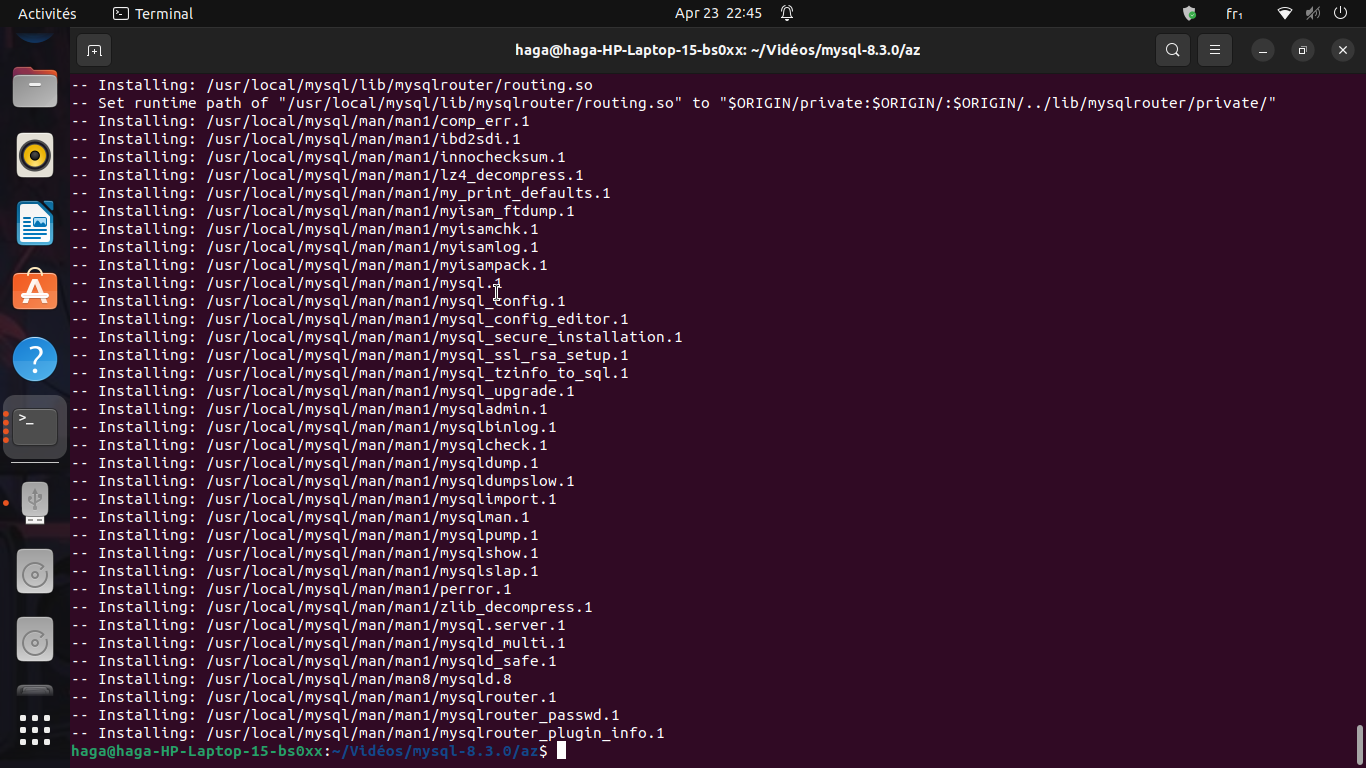 Activités
Terminal
Apr 23 22:45
fr₁
haga@haga-HP-Laptop-15-bs0xx: ~/Vidéos/mysql-8.3.0/az
-- Installing: /usr/local/mysql/lib/mysqlrouter/routing.so
-- Set runtime path of "/usr/local/mysql/lib/mysqlrouter/routing.so" to "$ORIGIN/private:$ORIGIN/:$ORIGIN/../lib/mysqlrouter/private/"
-- Installing: /usr/local/mysql/man/man1/comp_err.1
-- Installing: /usr/local/mysql/man/man1/ibd2sdi.1
-- Installing: /usr/local/mysql/man/man1/innochecksum.1
-- Installing: /usr/local/mysql/man/man1/lz4_decompress.1
-- Installing: /usr/local/mysql/man/man1/my_print_defaults.1
-- Installing: /usr/local/mysql/man/man1/myisam_ftdump.1
-- Installing: /usr/local/mysql/man/man1/myisamchk.1
-- Installing: /usr/local/mysql/man/man1/myisamlog.1
-- Installing: /usr/local/mysql/man/man1/myisampack.1
-- Installing: /usr/local/mysql/man/man1/mysql.1
-- Installing: /usr/local/mysql/man/man1/mysql_config.1
-- Installing: /usr/local/mysql/man/man1/mysql_config_editor.1
-- Installing: /usr/local/mysql/man/man1/mysql_secure_installation.1
-- Installing: /usr/local/mysql/man/man1/mysql_ssl_rsa_setup.1
-- Installing: /usr/local/mysql/man/man1/mysql_tzinfo_to_sql.1
-- Installing: /usr/local/mysql/man/man1/mysql_upgrade.1
-- Installing: /usr/local/mysql/man/man1/mysqladmin.1
-- Installing: /usr/local/mysql/man/man1/mysqlbinlog.1
-- Installing: /usr/local/mysql/man/man1/mysqlcheck.1
-- Installing: /usr/local/mysql/man/man1/mysqldump.1
-- Installing: /usr/local/mysql/man/man1/mysqldumpslow.1
-- Installing: /usr/local/mysql/man/man1/mysqlimport.1
-- Installing: /usr/local/mysql/man/man1/mysqlman.1
-- Installing: /usr/local/mysql/man/man1/mysqlpump.1
-- Installing: /usr/local/mysql/man/man1/mysqlshow.1
-- Installing: /usr/local/mysql/man/man1/mysqlslap.1
-- Installing: /usr/local/mysql/man/man1/perror.1
-- Installing: /usr/local/mysql/man/man1/zlib_decompress.1
-- Installing: /usr/local/mysql/man/man1/mysql.server.1
-- Installing: /usr/local/mysql/man/man1/mysqld_multi.1
-- Installing: /usr/local/mysql/man/man1/mysqld_safe.1
-- Installing: /usr/local/mysql/man/man8/mysqld.8
-- Installing: /usr/local/mysql/man/man1/mysqlrouter.1
-- Installing: /usr/local/mysql/man/man1/mysqlrouter_passwd.1
-- Installing: /usr/local/mysql/man/man1/mysqlrouter_plugin_info.1
haga@haga-HP-Laptop-15-bs0xx:~/Vidéos/mysql-8.3.0/az$